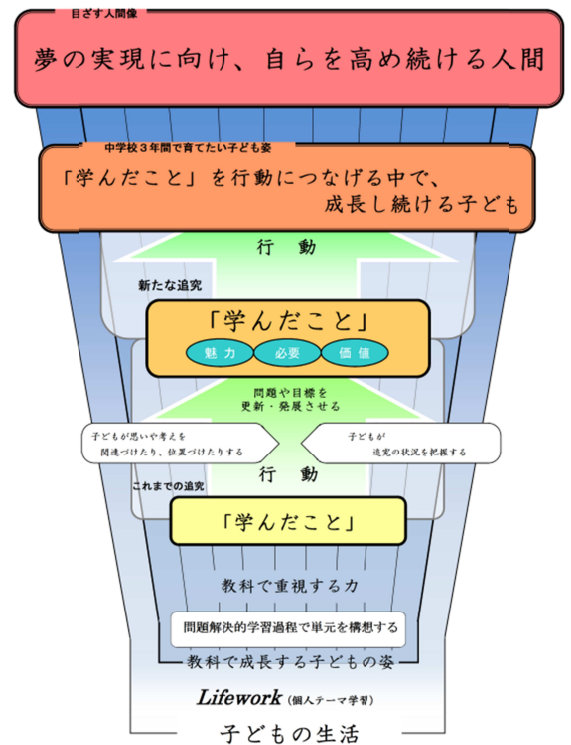 目ざす人間像
夢の実現に向け、自らを高め続ける人間
中学校３年間で育てたい子ども姿
「学んだこと」を行動につなげる中で、
成長し続ける子ども
行 動
新たな追究
「学んだこと」
魅 力 必要 価 値
問題や目標を
更新・発展させる
子どもが思いや考えを
関連づけたり、位置づけたりする
子どもが
追究の状況を把握する
行 動
これまでの追究
「学んだこと」
教科で重視する力
問題解決的学習過程で単元を構想する
教科で成長する子どもの姿
Lifework（個人テーマ学習）
子どもの生活